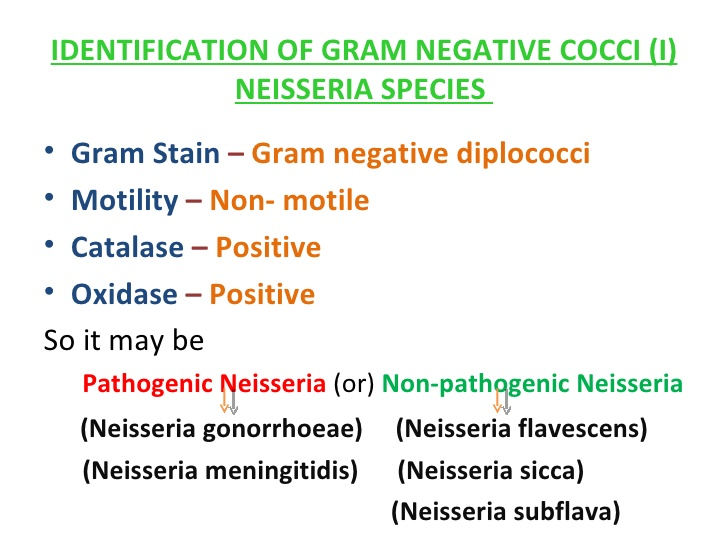 IDENTIFICATION OF GRAM NEGATIVE COCCI (I)
NEISSERIA SPECIES
• Gram Stain – Gram negative diplococci
• Motility – Non- motile
• Catalase – Positive
• Oxidase – Positive
So it may be
Pathogenic Neisseria (or) Non-pathogenic Neisseria
(Neisseria gonorrhoeae) (Neisseria flavescens)
(Neisseria meningitidis) (Neisseria sicca)
(Neisseria subflava)